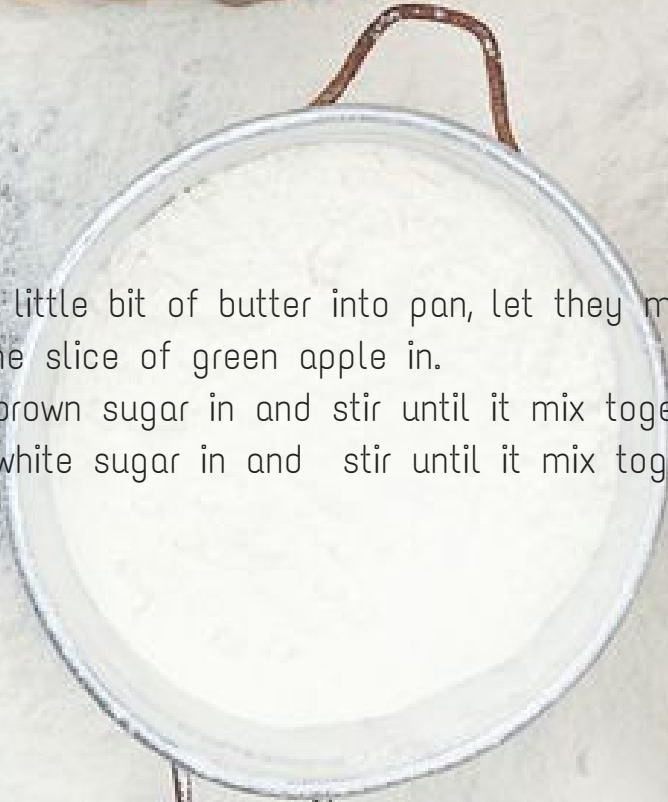 little bit of butter into pan, let they
slice of green apple in.
brown sugar in and stir until it mix
white sugar in and stir until it mix